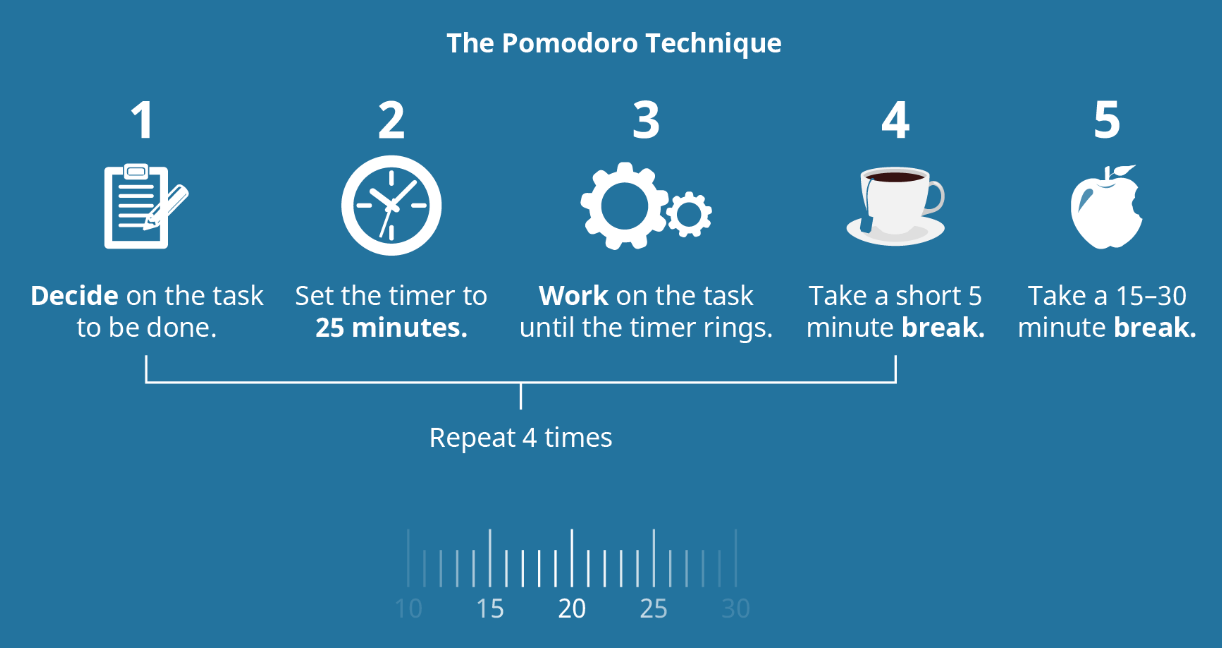 The Pomodoro Technique
1
2
3
4
5
Decide on the task
to be done.
Set the timer to
25 minutes.
Work on the task
until the timer rings.
Take a short 5
minute break.
Take a 15–30
minute break.
Repeat 4 times
10 15 20 25 30